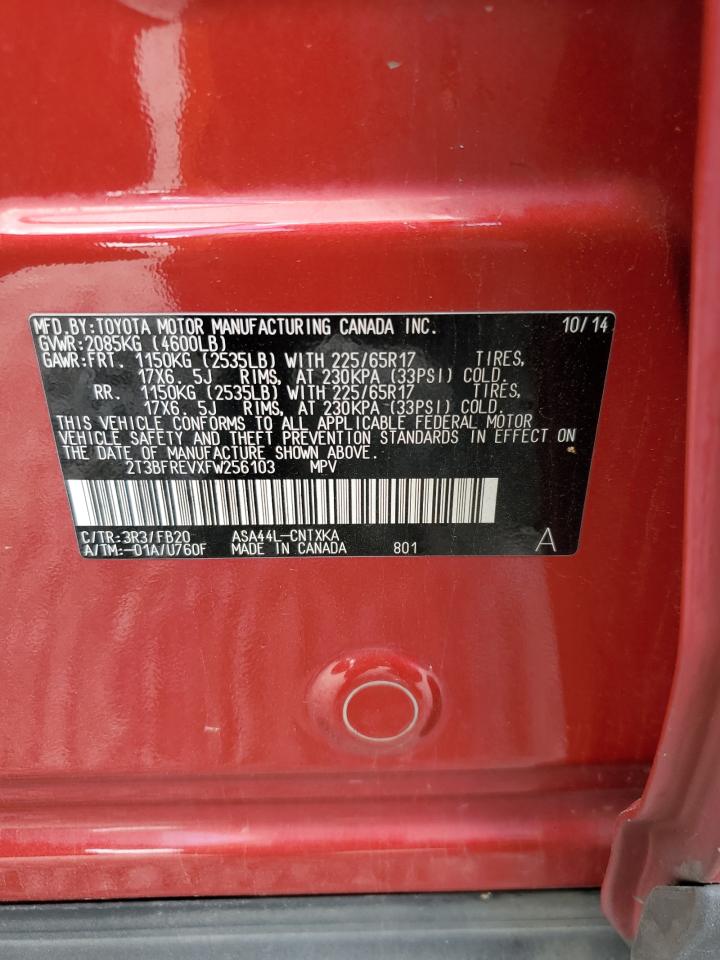 MFD.BY:TOYOTA MOTOR MANUFACTURING CANADA INC. 10/14
GVWR:2085KG (4600LB)
GAWR:FRT. 1150KG (2535LB) WITH 225/65R17 TIRES,
17X6.5J RIMS, AT 230KPA (33PSI) COLD.
RR. 1150KG (2535LB) WITH 225/65R17 TIRES,
17X6.5J RIMS, AT 230KPA (33PSI) COLD.
THIS VEHICLE CONFORMS TO ALL APPLICABLE FEDERAL MOTOR
VEHICLE SAFETY AND THEFT PREVENTION STANDARDS IN EFFECT ON
THE DATE OF MANUFACTURE SHOWN ABOVE.
2T3BFREVXFW256103 MPV
C/TR:3R3/FB20 ASA44L-CNTXKA
A/TM:-01A/U760F MADE IN CANADA 801 A